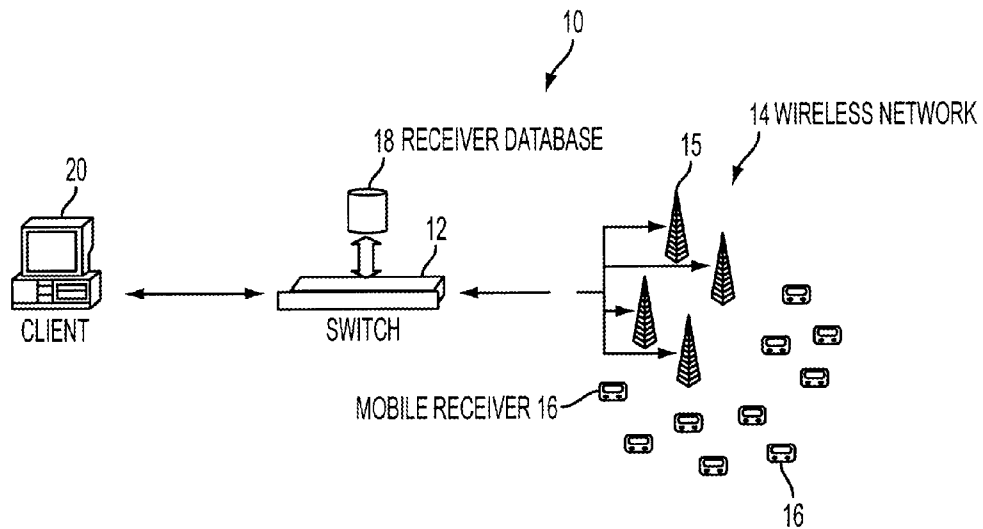 10
14 WIRELESS NETWORK
15
18 RECEIVER DATABASE
20
12
CLIENT
SWITCH
MOBILE RECEIVER 16
16